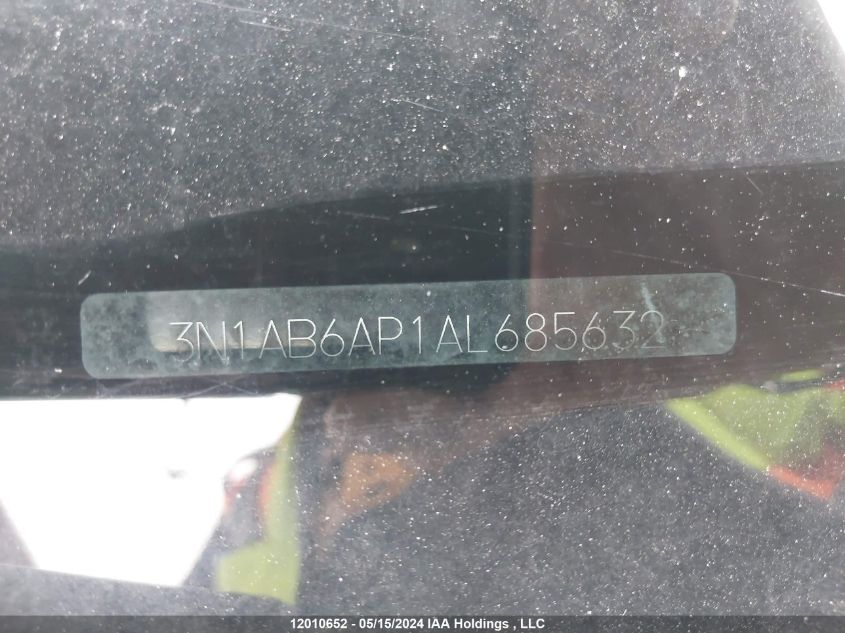 3N1AB6AP1AL685632
12010652 - 05/15/2024 IAA Holdings , LLC